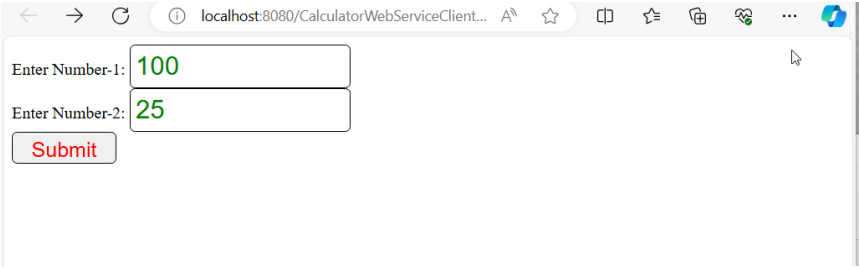 localhost:8080/CalculatorWebServiceClient...
Enter Number-1: 100
Enter Number-2: 25
Submit